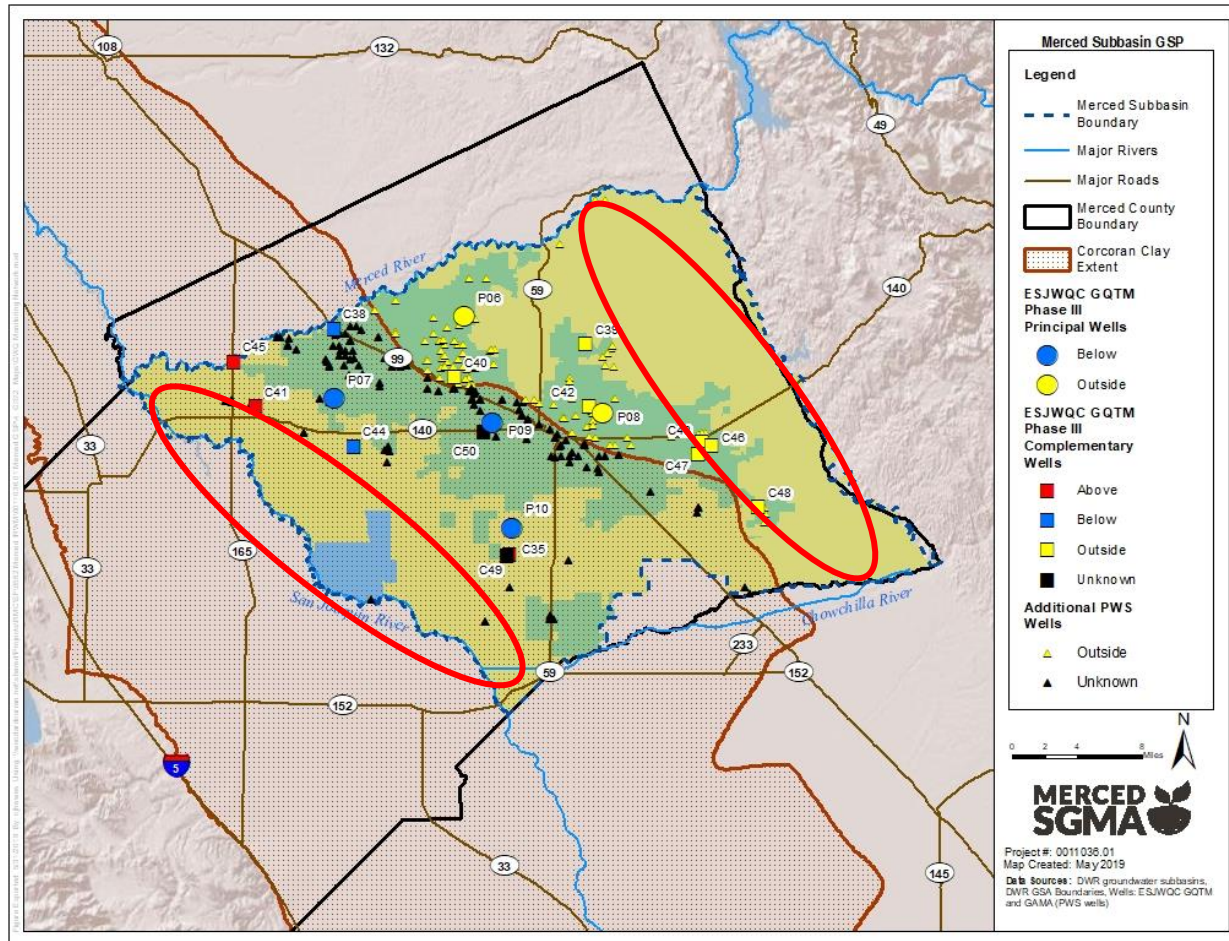 Merced Subbasin GSP
Legend
Merced Subbasin
Boundary
Major Rivers
Major Roads
Merced County
Boundary
Corcoran Clay
Extent
ESJWQC GQTM
Phase III
Principal Wells
Below
Outside
ESJWQC GQTM
Phase III
Complementary
Wells
Above
Below
Outside
Unknown
Additional PWS
Wells
Outside
Unknown
N
0 2 4 8
Miles
MERCED
SGMA
Project #: 0011036.01
Map Created: May 2019
Data Sources: DWR groundwater subbasins,
DWR GSA Boundaries, Wells: ESJWQC GQTM
and GAMA (PWS wells)
108
132
49
140
59
Merced River
P06
C38
C39
99
C45
C40
P07
C41
C42
P08
140
P09
C46
C44
C50
C47
33
C48
P10
165
C35
C49
33
San Joaquin River
Chowchilla River
233
59
152
152
5
33
145